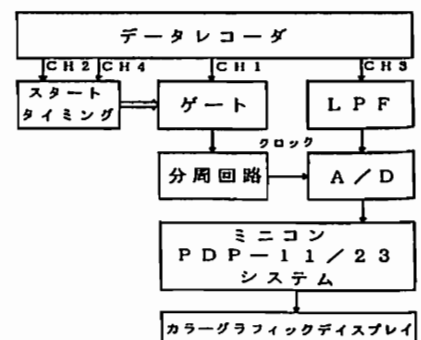 データレコーダ
CH2 CH4 CH1 CH3
スタート
タイミング
ゲート
LPF
クロック
分周回路
A/D
ミニコン
PDP-11/23
システム
カラーグラフィックディスプレイ